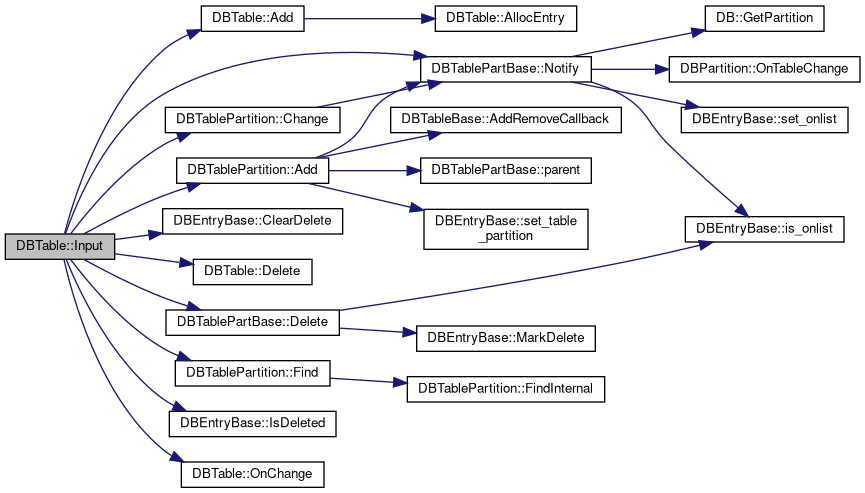 DBTable::Input
DBTable::Add
DBTable::AllocEntry
DB::GetPartition
DBTablePartBase::Notify
DBPartition::OnTableChange
DBTablePartition::Change
DBTableBase::AddRemoveCallback
DBEntryBase::set_onlist
DBTablePartition::Add
DBTablePartBase::parent
DBEntryBase::ClearDelete
DBEntryBase::set_table
_partition
DBEntryBase::is_onlist
DBTable::Delete
DBTablePartBase::Delete
DBEntryBase::MarkDelete
DBTablePartition::Find
DBTablePartition::FindInternal
DBEntryBase::IsDeleted
DBTable::OnChange